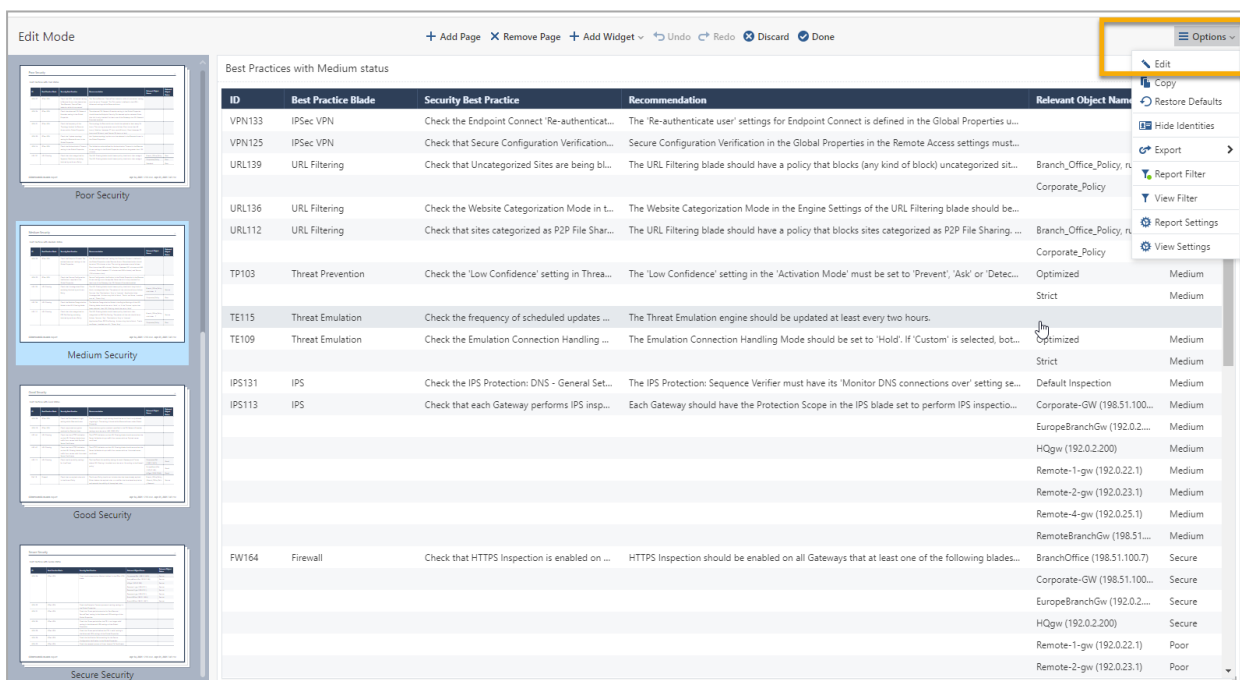 Edit Mode
Add Page Remove Page Add Widget Undo Redo Discard Done
Options
Edit
Copy
Restore Defaults
Hide Identities
Export
Report Filter
View Filter
Report Settings
View Settings
Poor Security
Medium Security
Good Security
Secure Security
Best Practices with Medium status
ID Best Practice Blade Security Best Practice Recommendation Relevant Object Name
VPN133 IPSec VPN Check the Endpoint Connect 'Re-authenticat... The 'Re-authenticate user' settings for Endpoint Connect is defined in the Global Properties u...
VPN125 IPSec VPN Check that Secure Configuration Verification... Secure Configuration Verification in the Global Properties in the Remote Access settings must...
URL139 URL Filtering Check that Uncategorized Sites are being bl... The URL Filtering blade should have a policy that blocks (any kind of block) uncategorized sit... Branch_Office_Policy, ru
Corporate_Policy
URL136 URL Filtering Check the Website Categorization Mode in t... The Website Categorization Mode in the Engine Settings of the URL Filtering blade should be...
URL112 URL Filtering Check that sites categorized as P2P File Shar... The URL Filtering blade should have a policy that blocks sites categorized as P2P File Sharing. ... Branch_Office_Policy, ru
Corporate_Policy
TP103 Threat Prevention Check the 'Low Confidence' setting in Threa... The 'Low Confidence' setting in the 'Activation Mode' must be set to 'Prevent', 'Ask' or 'Detec... Optimized Medium
Strict Medium
TE115 Threat Emulation Check the frequency of scheduled updates ... The Threat Emulation engine should be updated at least every two hours.
TE109 Threat Emulation Check the Emulation Connection Handling ... The Emulation Connection Handling Mode should be set to 'Hold'. If 'Custom' is selected, bot... Optimized Medium
Strict Medium
IPS131 IPS Check the IPS Protection: DNS - General Set... The IPS Protection: Sequence Verifier must have its 'Monitor DNS connections over' setting se... Default Inspection Medium
IPS113 IPS Check that each Gateway performs IPS insp... Each Gateway should have the Protection Scope in the IPS blade set to perform IPS inspectio... Corporate-GW (198.51.100... Medium
EuropeBranchGw (192.0.2.... Medium
HQgw (192.0.2.200) Medium
Remote-1-gw (192.0.22.1) Medium
Remote-2-gw (192.0.23.1) Medium
Remote-4-gw (192.0.25.1) Medium
RemoteBranchGw (198.51.... Medium
FW164 Firewall Check that HTTPS Inspection is enabled on ... HTTPS Inspection should be enabled on all Gateways that at least one of the following blades... BranchOffice (198.51.100.7) Secure
Corporate-GW (198.51.100... Secure
EuropeBranchGw (192.0.2.... Secure
HQgw (192.0.2.200) Secure
Remote-1-gw (192.0.22.1) Poor
Remote-2-gw (192.0.23.1) Poor